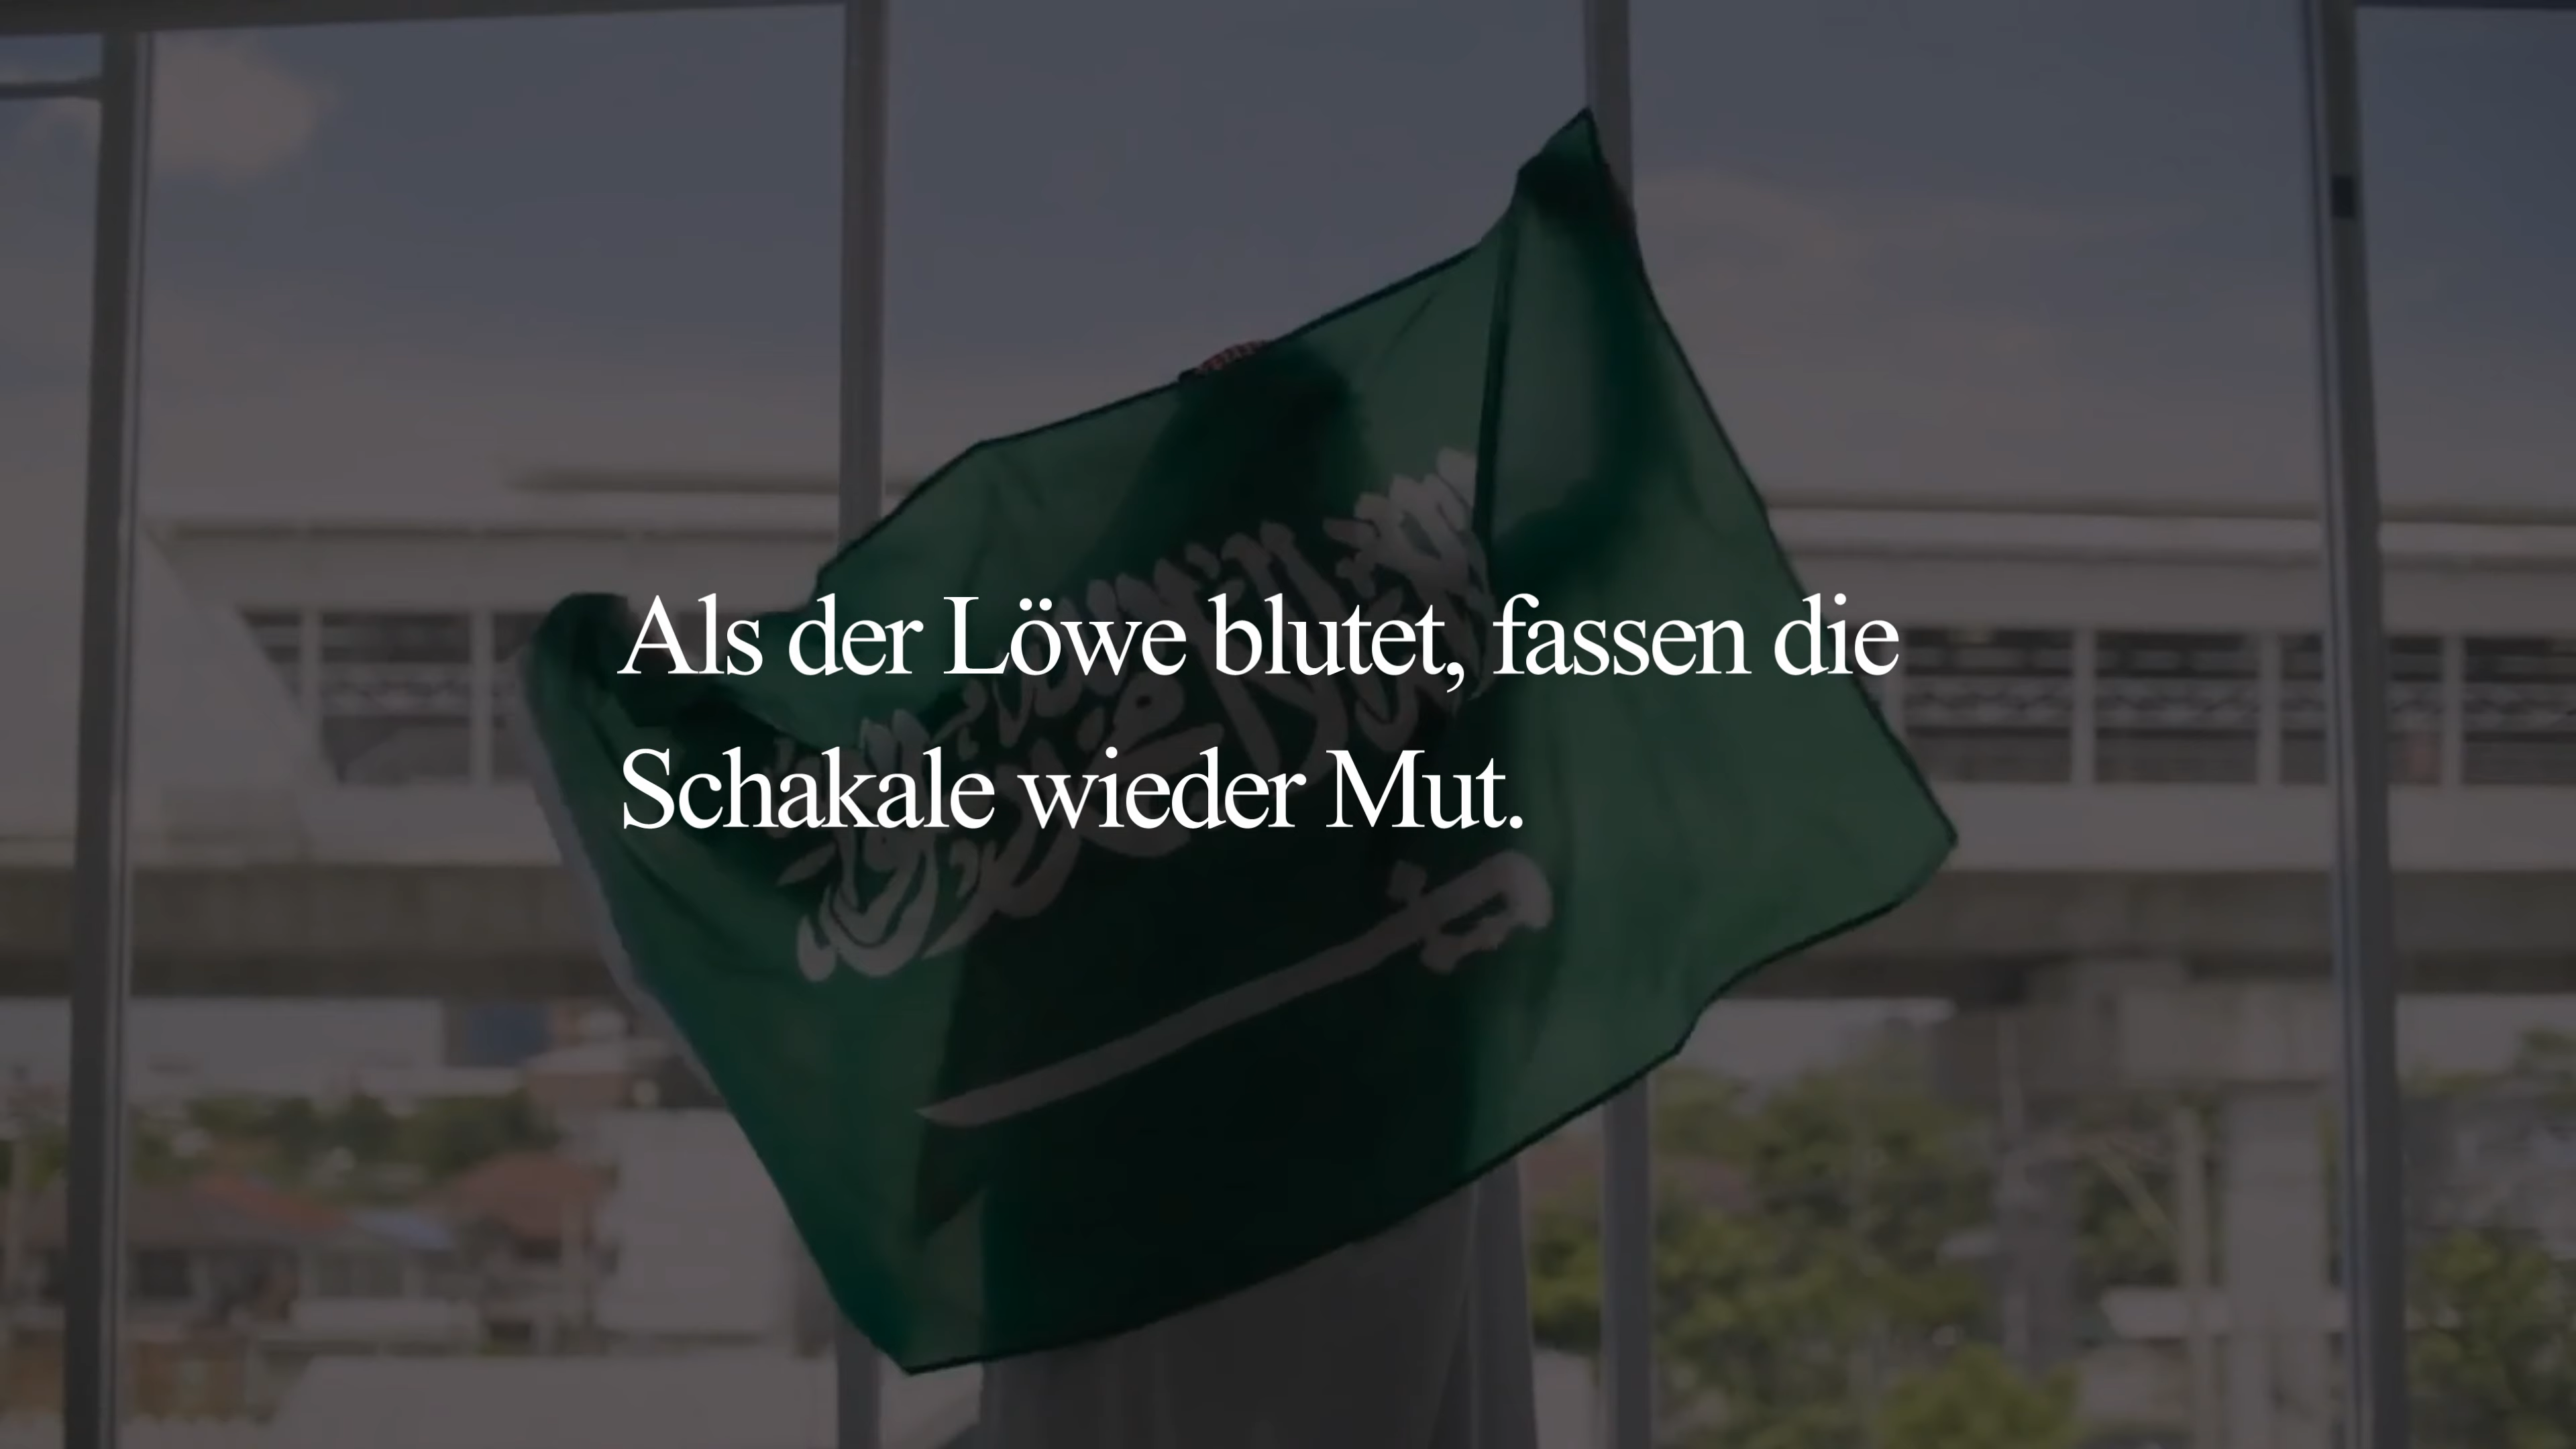 Als der Löwe blutet, fassen die
Schakale wieder Mut.